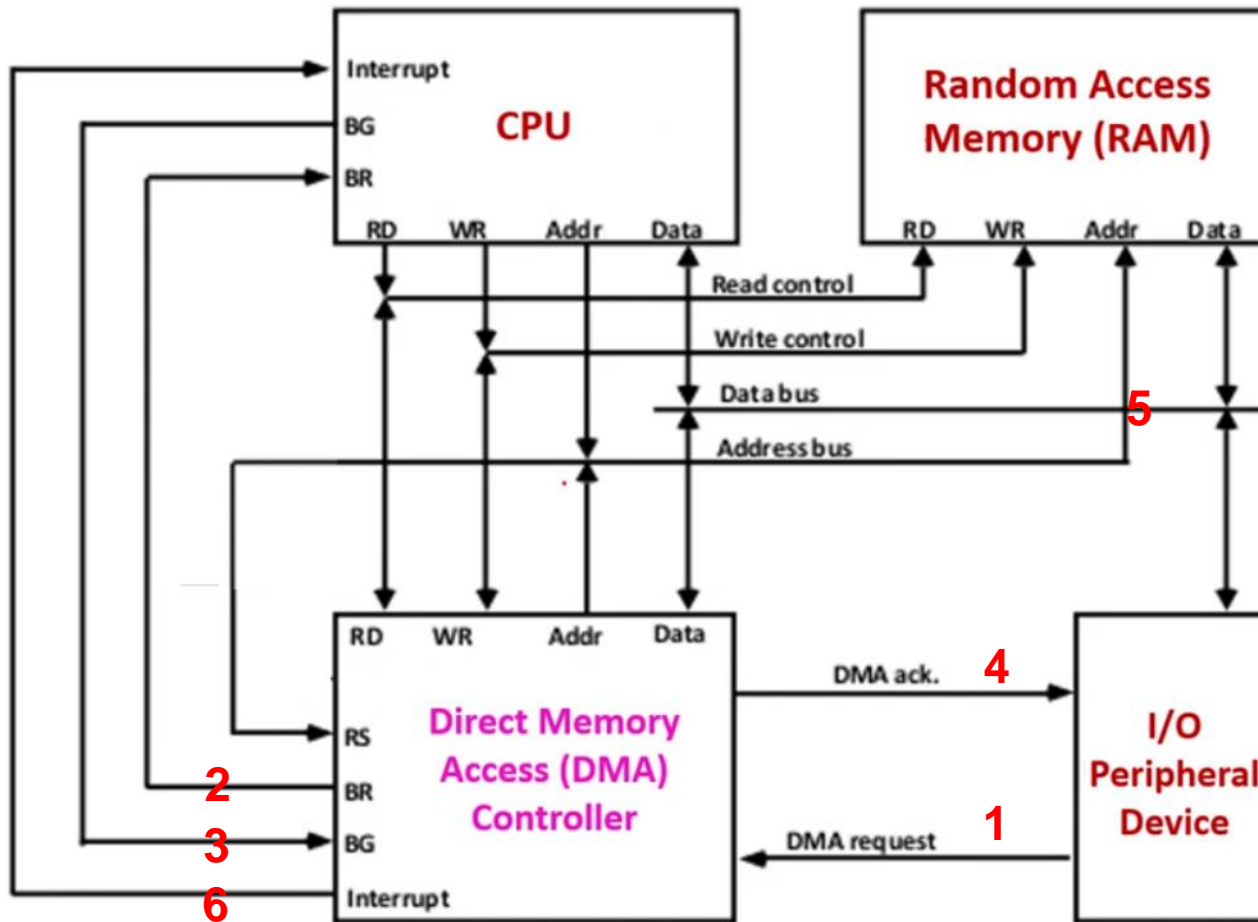 Interrupt
BG
BR
CPU
RD WR Addr Data
Random Access
Memory (RAM)
RD WR Addr Data
Read control
Write control
Data bus
5
Address bus
RD WR Addr Data
RS
BR
BG
Interrupt
Direct Memory
Access (DMA)
Controller
2
3
6
DMA ack. 4
DMA request 1
I/O
Peripheral
Device